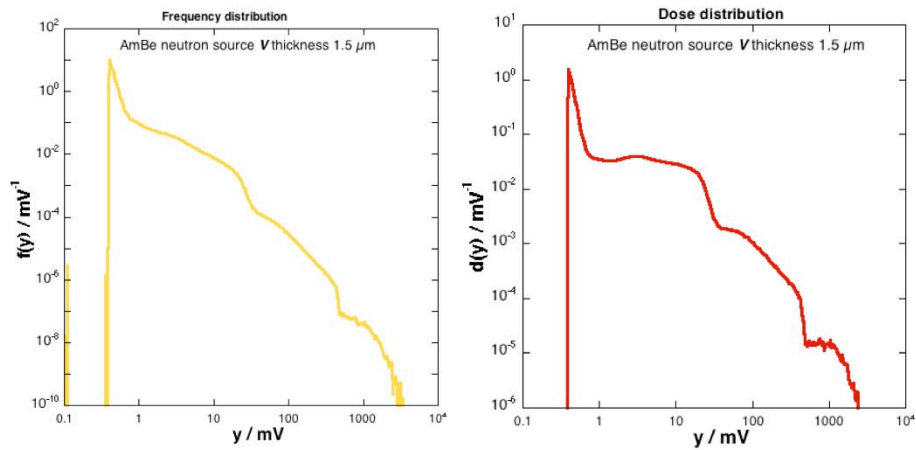 Frequency distribution
AmBe neutron source V thickness 1.5 µm
10²
10⁰
10⁻²
10⁻⁴
10⁻⁶
10⁻⁸
10⁻¹⁰
f(y) / mV⁻¹
0.1 1 10 100 1000 10⁴
y / mV
Dose distribution
AmBe neutron source V thickness 1.5 µm
10¹
10⁰
10⁻¹
10⁻²
10⁻³
10⁻⁴
10⁻⁵
10⁻⁶
d(y) / mV⁻¹
0.1 1 10 100 1000 10⁴
y / mV